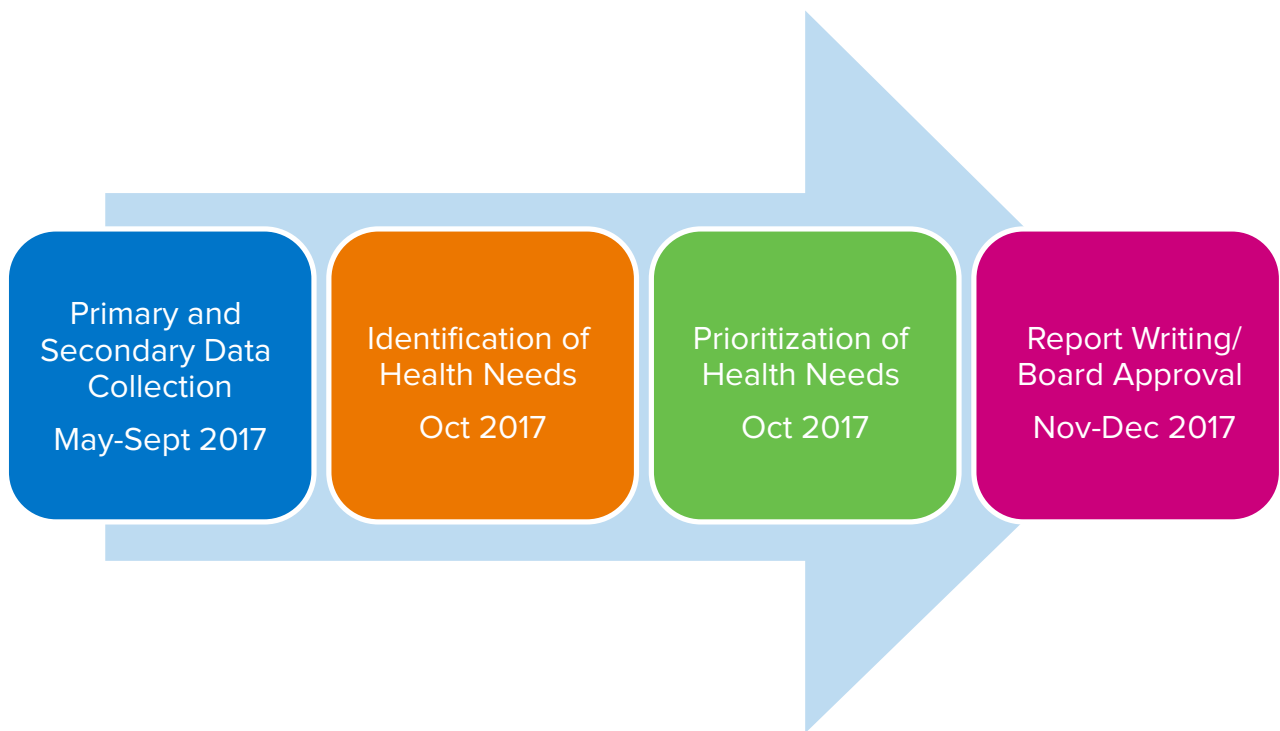 Primary and
Secondary Data
Collection
May-Sept 2017
Identification of
Health Needs
Oct 2017
Prioritization of
Health Needs
Oct 2017
Report Writing/
Board Approval
Nov-Dec 2017